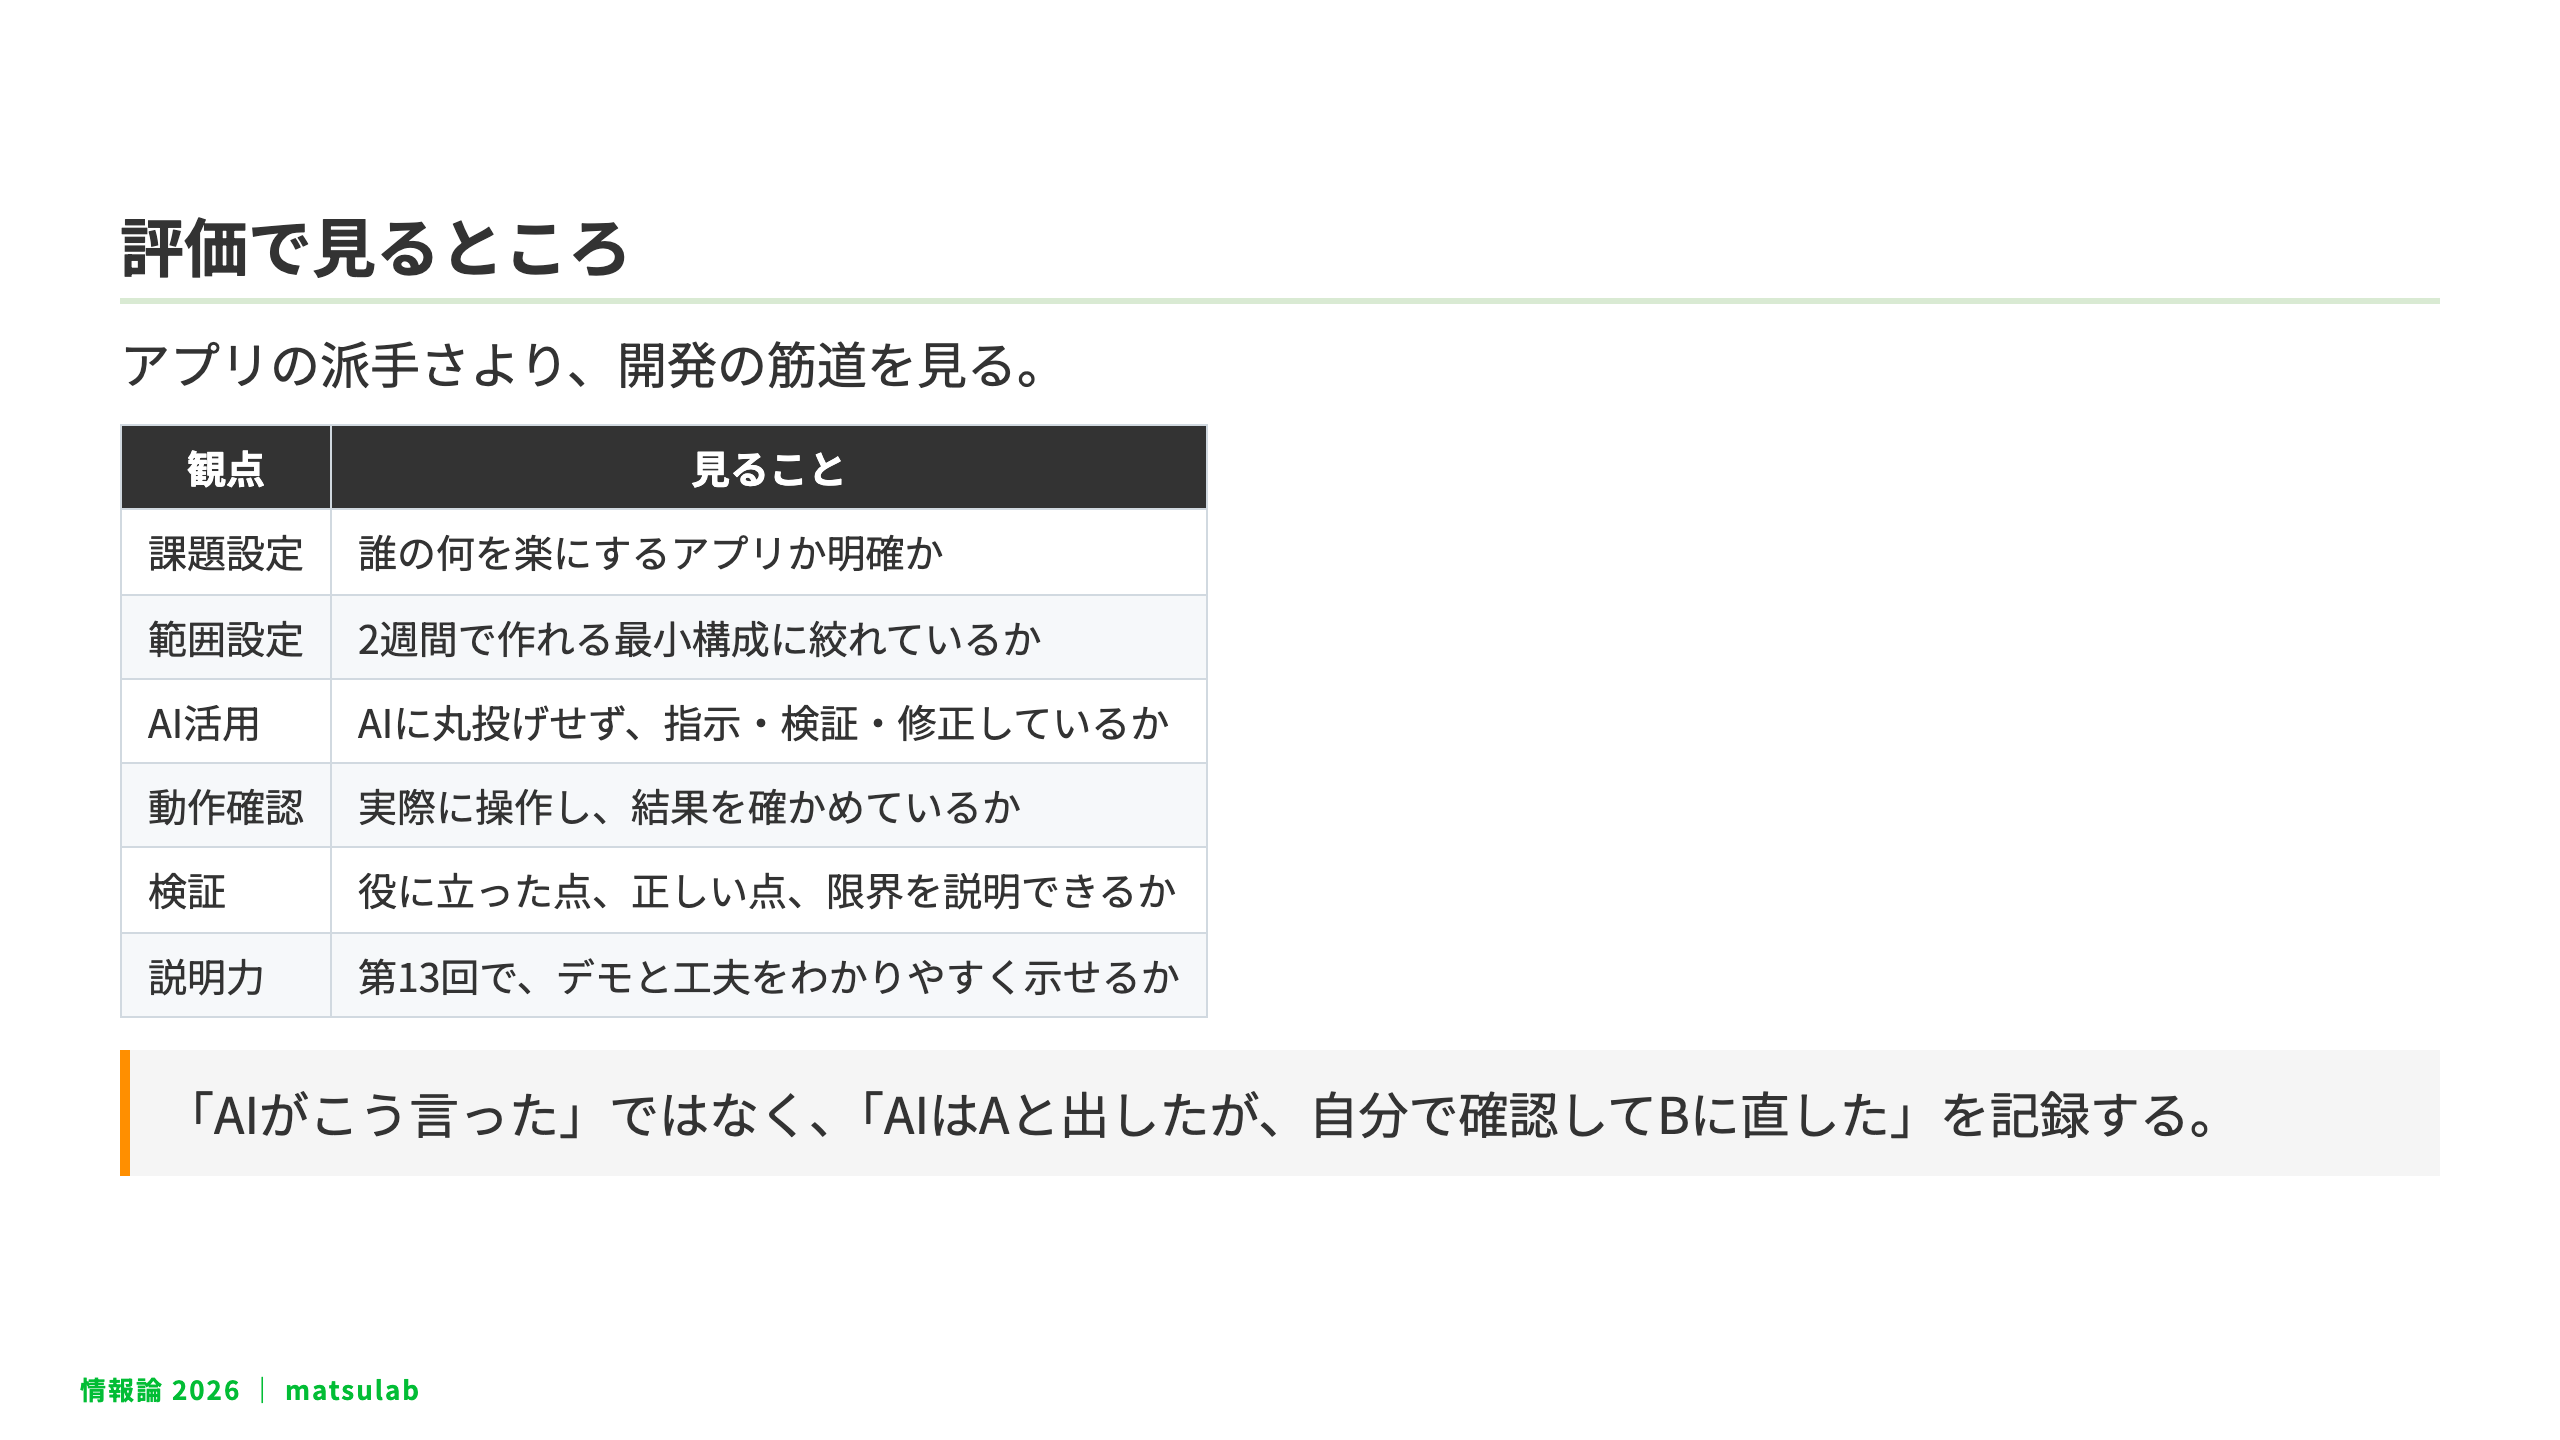 評価で見るところ
アプリの派手さより、開発の筋道を見る。
観点 見ること
課題設定 誰の何を楽にするアプリか明確か
範囲設定 2週間で作れる最小構成に絞れているか
AI活用 AIに丸投げせず、指示・検証・修正しているか
動作確認 実際に操作し、結果を確かめているか
検証 役に立った点、正しい点、限界を説明できるか
説明力 第13回で、デモと工夫をわかりやすく示せるか
「AIがこう言った」ではなく、「AIはAと出したが、自分で確認してBに直した」を記録する。
情報論 2026 ｜ matsulab